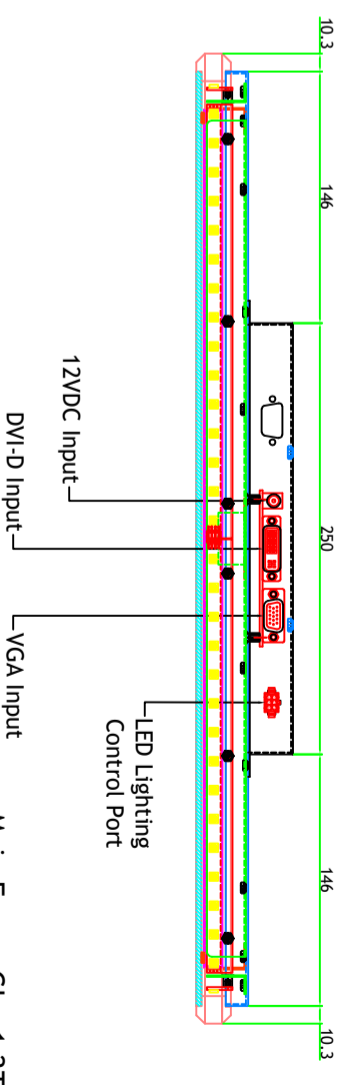 10.3
146
250
146
10.3
12VDC Input
DVI-D Input
VGA Input
LED Lighting
Control Port